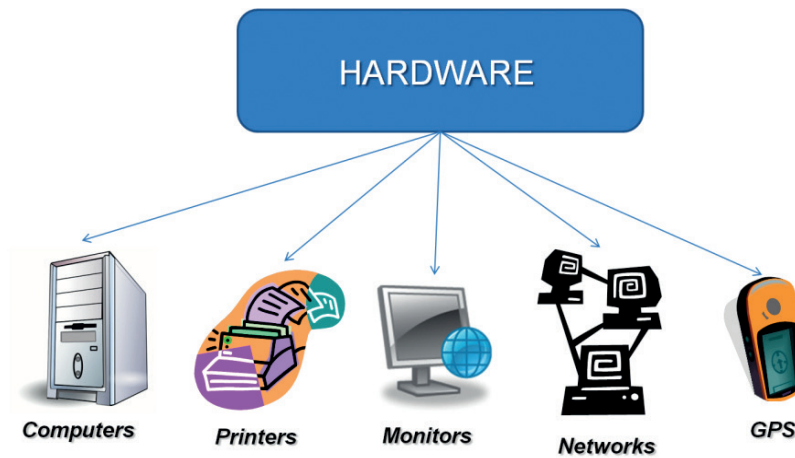 HARDWARE
Computers
Printers
Monitors
Networks
GPS